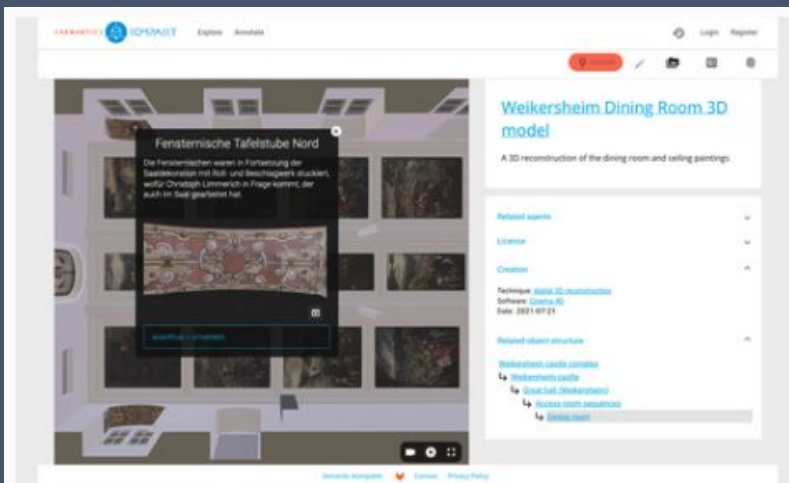 SEMANTICS KOMPAKKT Explore Annotate Login Register
Fensternische Tafelstube Nord
Die Fensternischen waren in Fortsetzung der
Saaldekoration mit Roll- und Beschlagwerk stuckiert,
wofür Christoph Limmerich in Frage kommt, der
auch im Saal gearbeitet hat.
Weikersheim Dining Room 3D
model
A 3D reconstruction of the dining room and ceiling paintings.
Related agents
Licence
Creation
Technique: digital 3D reconstruction
Software: Cinema 4D
Date: 2021-07-21
Related object structure
Weikersheim castle complex
Weikersheim castle
Great hall (Weikersheim)
Access room sequences
Dining room
Semantic Kompakkt Contact Privacy Policy